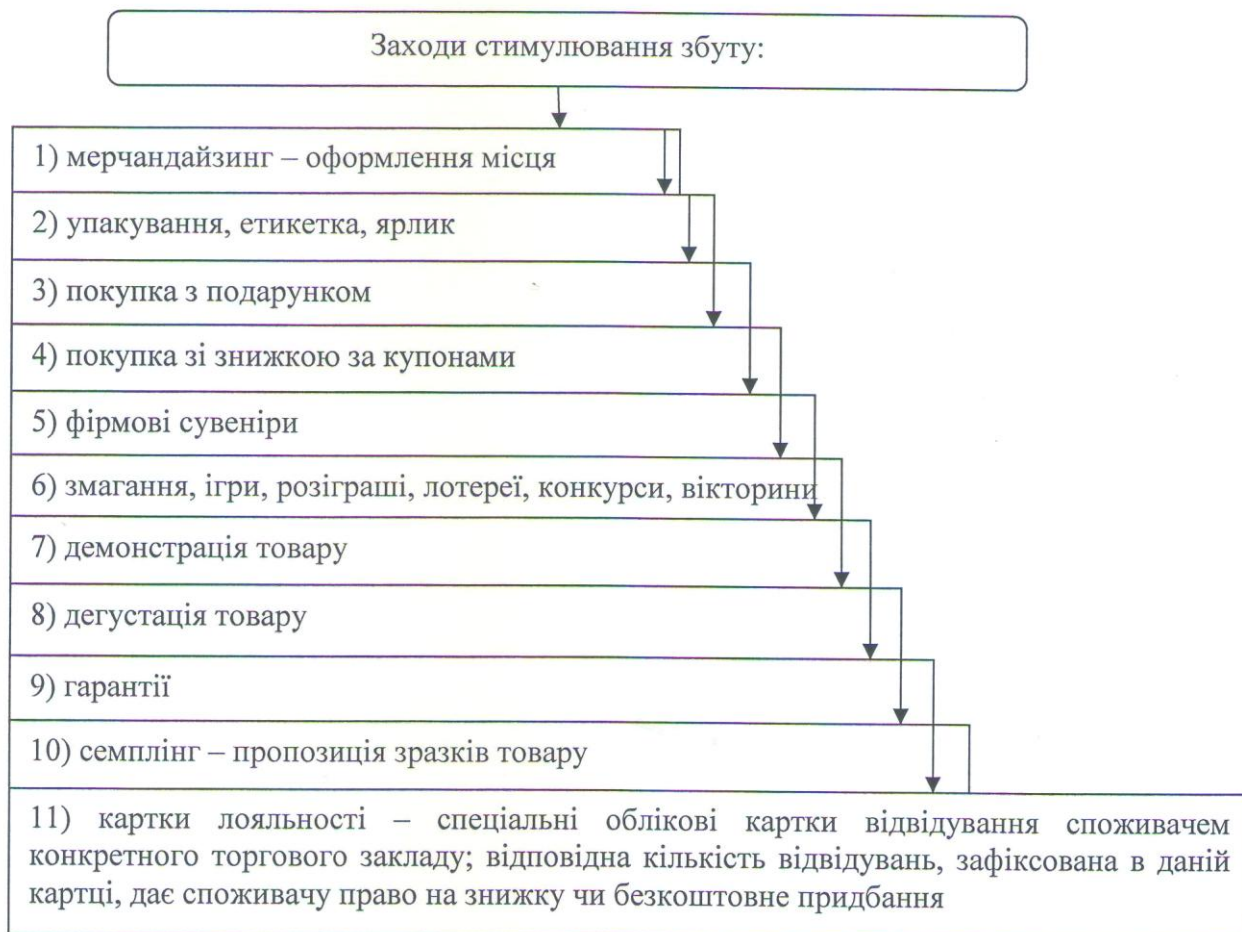 Заходи стимулювання збуту:
1) мерчандайзинг – оформлення місця
2) упакування, етикетка, ярлик
3) покупка з подарунком
4) покупка зі знижкою за купонами
5) фірмові сувеніри
6) змагання, ігри, розіграші, лотереї, конкурси, вікторини
7) демонстрація товару
8) дегустація товару
9) гарантії
10) семплінг – пропозиція зразків товару
11) картки лояльності – спеціальні облікові картки відвідування споживачем
конкретного торгового закладу; відповідна кількість відвідувань, зафіксована в даній
картці, дає споживачу право на знижку чи безкоштовне придбання